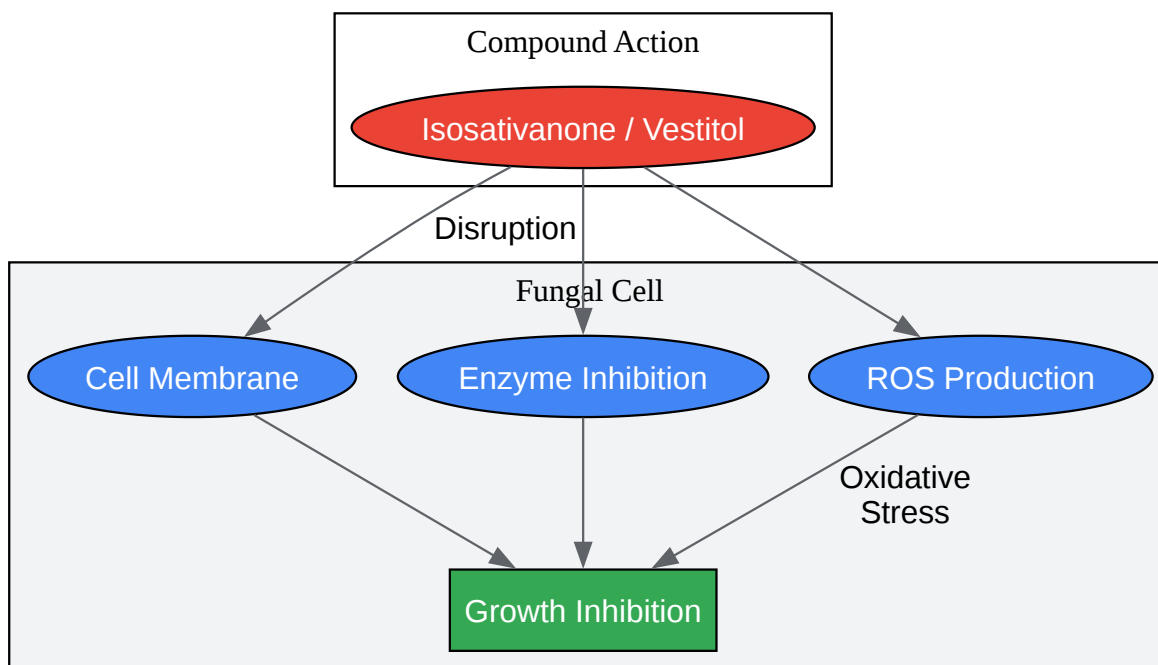 Compound Action
Isosativanone / Vestitol
Disruption
Fungal Cell
Cell Membrane
Enzyme Inhibition
ROS Production
Oxidative
Stress
Growth Inhibition